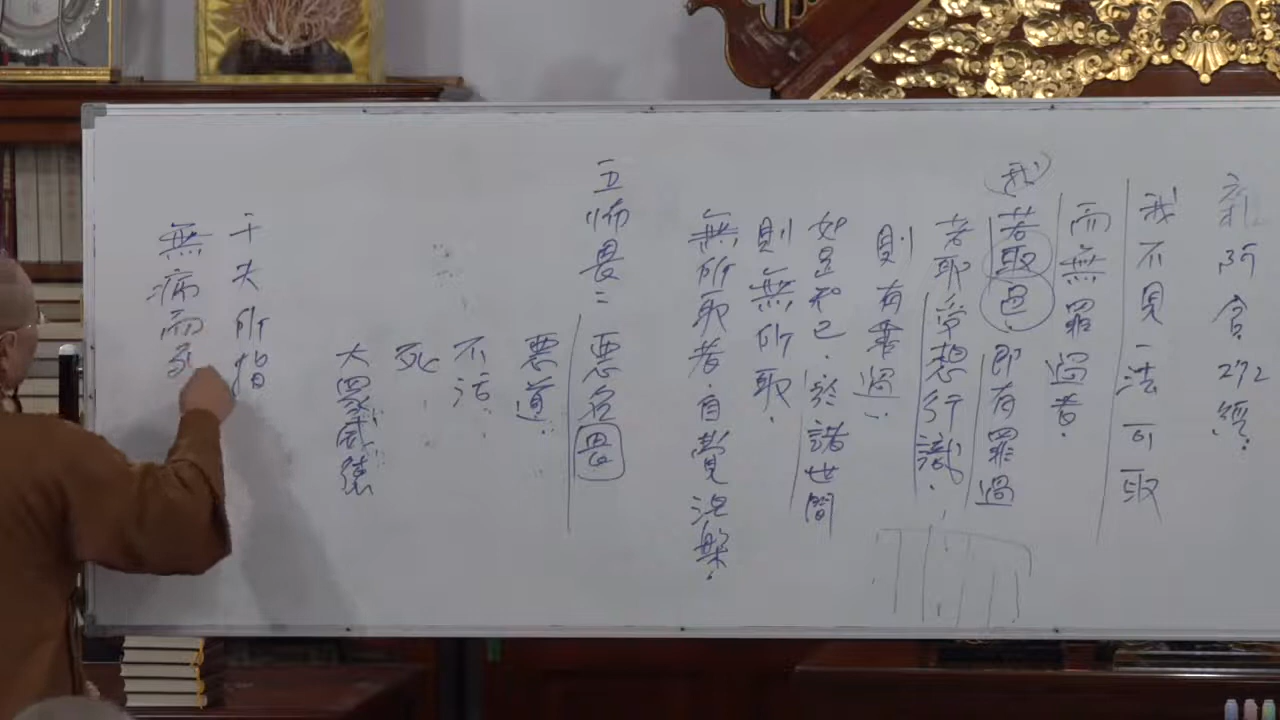 新阿含272經.
我不見一法可取
而無罪過者.
(我)若取色.即有罪過
若取受想行識.
則有罪過.
如是知已.於諸世間
則無所取.
無所取者.自覺涅槃.
五怖畏:惡名畏
惡道.
不活.
死.
大眾威德
千夫所指
無病而死